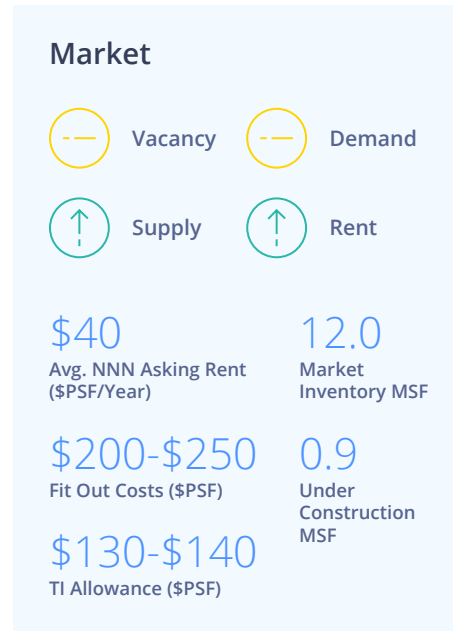 Market
Vacancy
Demand
Supply
Rent
$40
Avg. NNN Asking Rent
($PSF/Year)
12.0
Market
Inventory MSF
$200-$250
Fit Out Costs ($PSF)
0.9
Under
Construction
MSF
$130-$140
TI Allowance ($PSF)